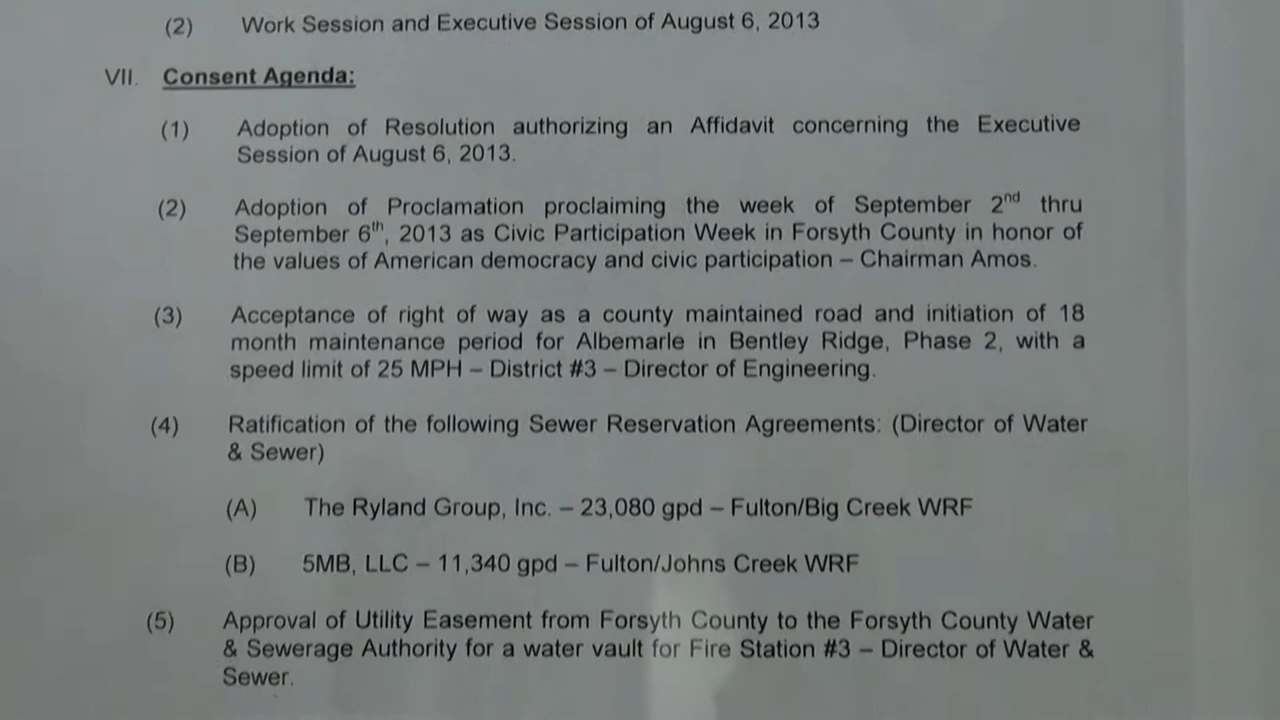 (2) Work Session and Executive Session of August 6, 2013
VII. Consent Agenda:
(1) Adoption of Resolution authorizing an Affidavit concerning the Executive
Session of August 6, 2013.
(2) Adoption of Proclamation proclaiming the week of September 2nd thru
September 6th, 2013 as Civic Participation Week in Forsyth County in honor of
the values of American democracy and civic participation – Chairman Amos.
(3) Acceptance of right of way as a county maintained road and initiation of 18
month maintenance period for Albemarle in Bentley Ridge, Phase 2, with a
speed limit of 25 MPH – District #3 – Director of Engineering.
(4) Ratification of the following Sewer Reservation Agreements: (Director of Water
& Sewer)
(A) The Ryland Group, Inc. – 23,080 gpd – Fulton/Big Creek WRF
(B) 5MB, LLC – 11,340 gpd – Fulton/Johns Creek WRF
(5) Approval of Utility Easement from Forsyth County to the Forsyth County Water
& Sewerage Authority for a water vault for Fire Station #3 – Director of Water &
Sewer.